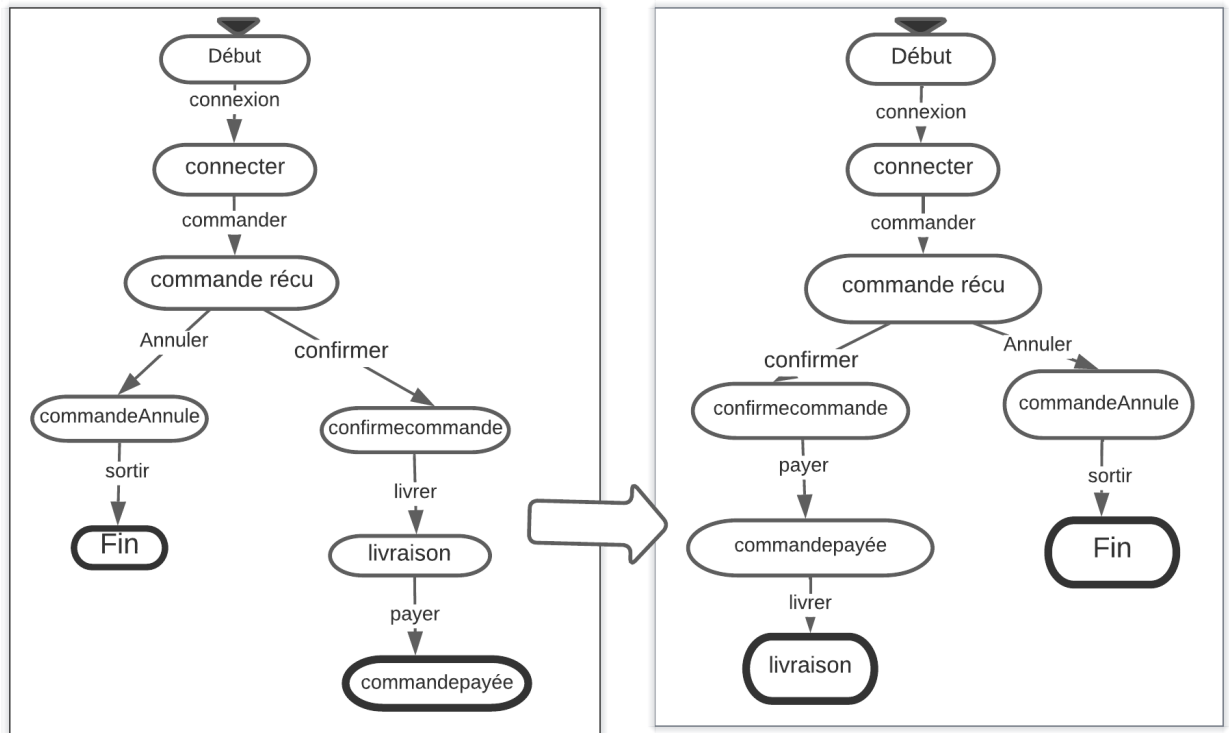 Début
connexion
connecter
commander
commande récu
Annuler
confirmer
commandeAnnule
confirmecommande
sortir
livrer
Fin
livraison
payer
commandepayée
Début
connexion
connecter
commander
commande récu
confirmer
Annuler
confirmecommande
commandeAnnule
payer
sortir
commandepayée
Fin
livrer
livraison